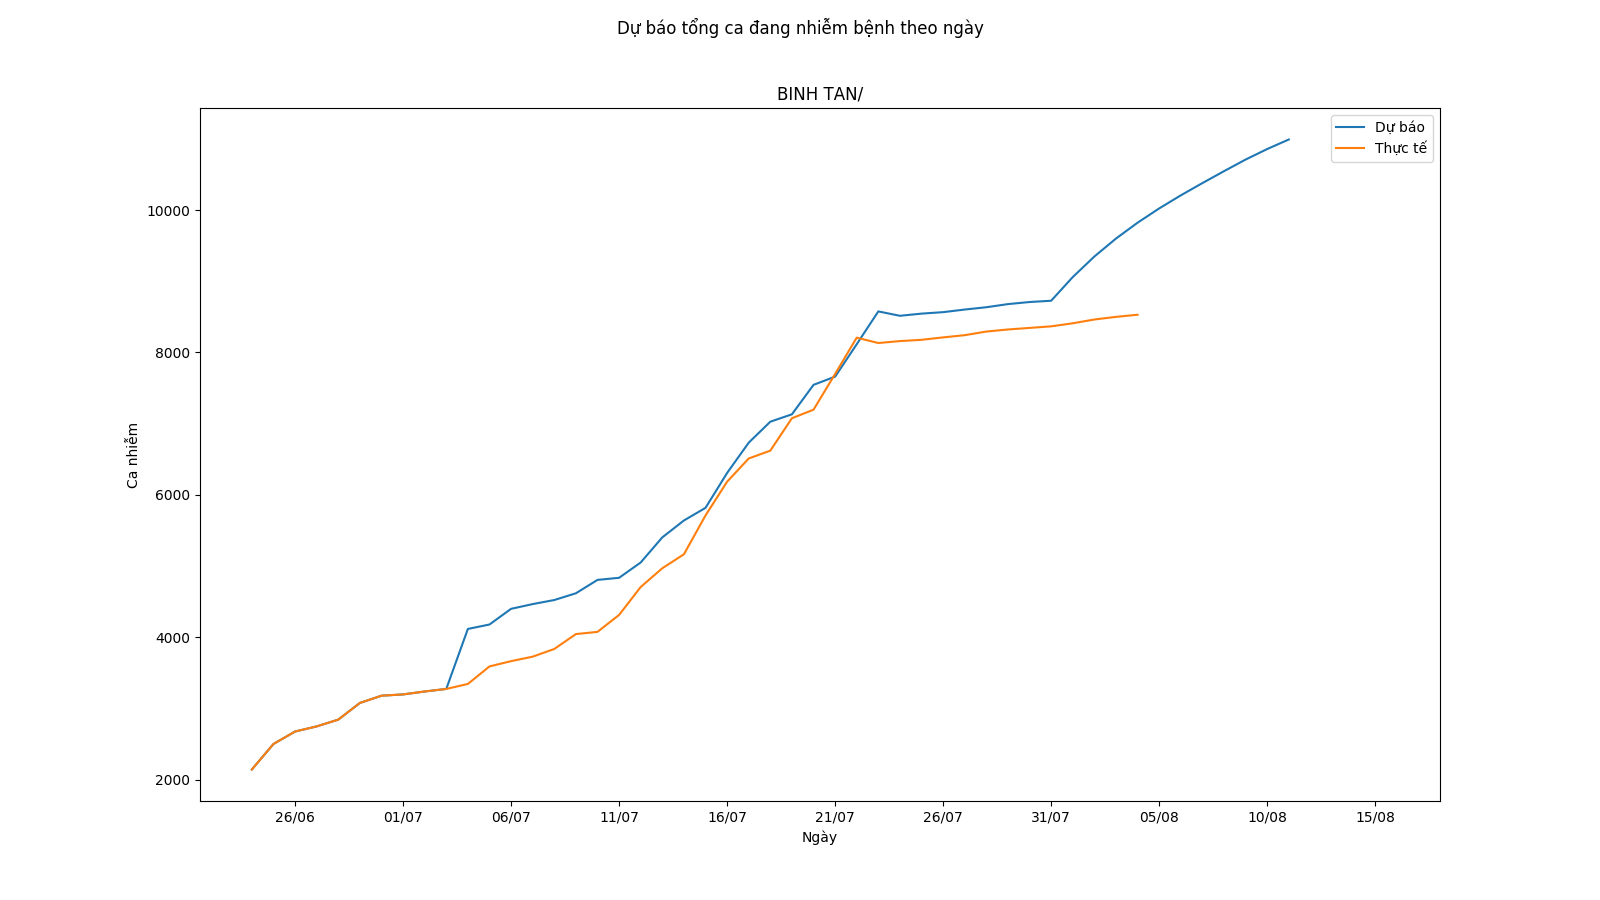 Dự báo tổng ca đang nhiễm bệnh theo ngày
BINH TAN/
Dự báo
Thực tế
10000
8000
6000
4000
2000
Ca nhiễm
26/06 01/07 06/07 11/07 16/07 21/07 26/07 31/07 05/08 10/08 15/08
Ngày